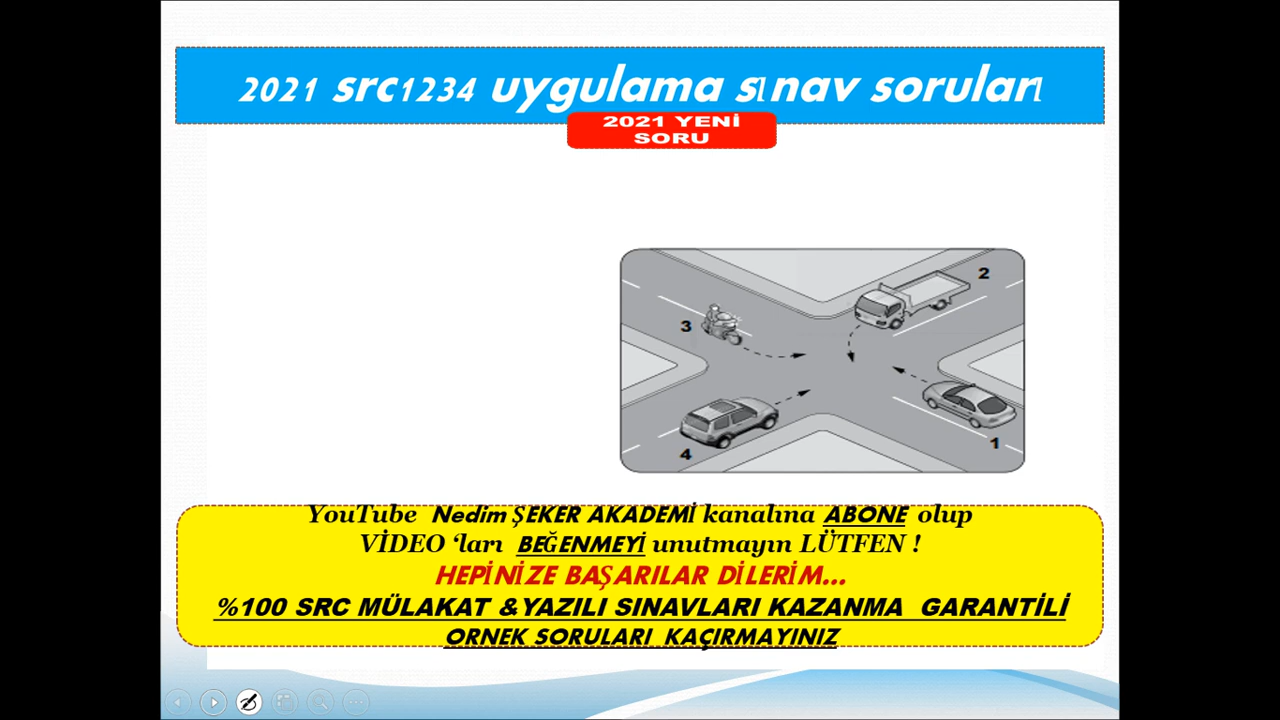 2021 src1234 uygulama sınav soruları
2021 YENİ
SORU
2
3
4
1
YouTube Nedim ŞEKER AKADEMİ kanalına ABONE olup
VİDEO ‘ları BEĞENMEYİ unutmayın LÜTFEN !
HEPİNİZE BAŞARILAR DİLERİM...
%100 SRC MÜLAKAT &YAZILI SINAVLARI KAZANMA GARANTİLİ
ORNEK SORULARI KAÇIRMAYINIZ